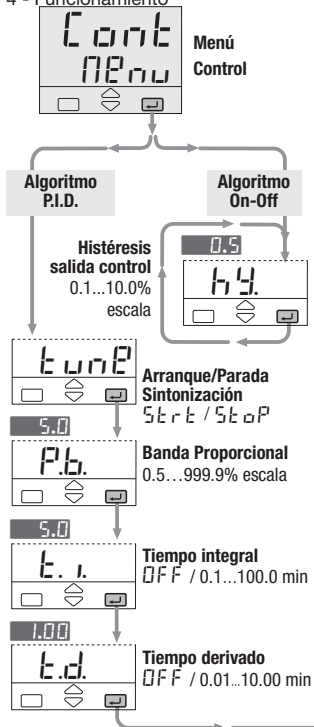 4 - Funcionamiento
Cont
MEnu
Menú
Control
Algoritmo
P.I.D.
Algoritmo
On-Off
Histéresis
salida control
0.1...10.0%
escala
0.5
hy.
tunE
Arranque/Parada
Sintonización
Strt / StoP
5.0
P.b.
Banda Proporcional
0.5...999.9% escala
5.0
t.i.
Tiempo integral
OFF / 0.1...100.0 min
1.00
t.d.
Tiempo derivado
OFF / 0.01...10.00 min